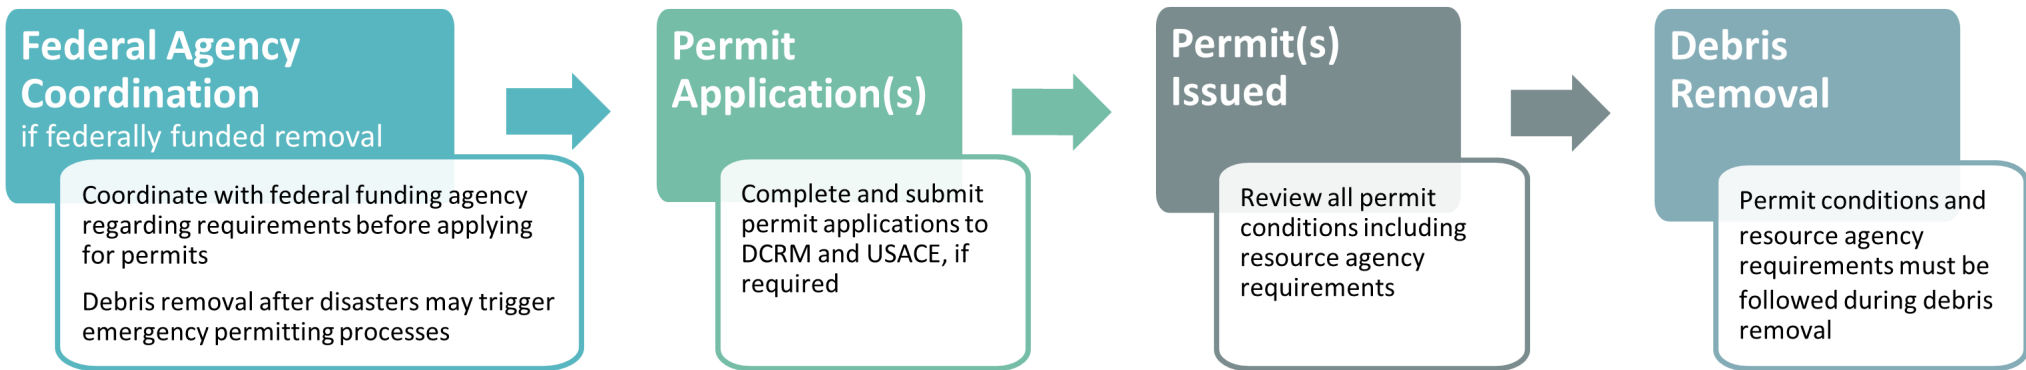 Federal Agency
Coordination
if federally funded removal
Coordinate with federal funding agency
regarding requirements before applying
for permits
Debris removal after disasters may trigger
emergency permitting processes
Permit
Application(s)
Complete and submit
permit applications to
DCRM and USACE, if
required
Permit(s)
Issued
Review all permit
conditions including
resource agency
requirements
Debris
Removal
Permit conditions and
resource agency
requirements must be
followed during debris
removal